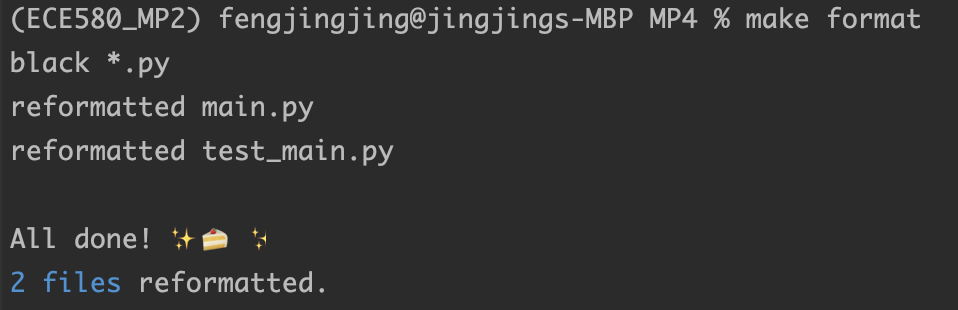 (ECE580_MP2) fengjingjing@jingjings-MBP MP4 % make format
black *.py
reformatted main.py
reformatted test_main.py
All done! ✨🍰 ✨
2 files reformatted.